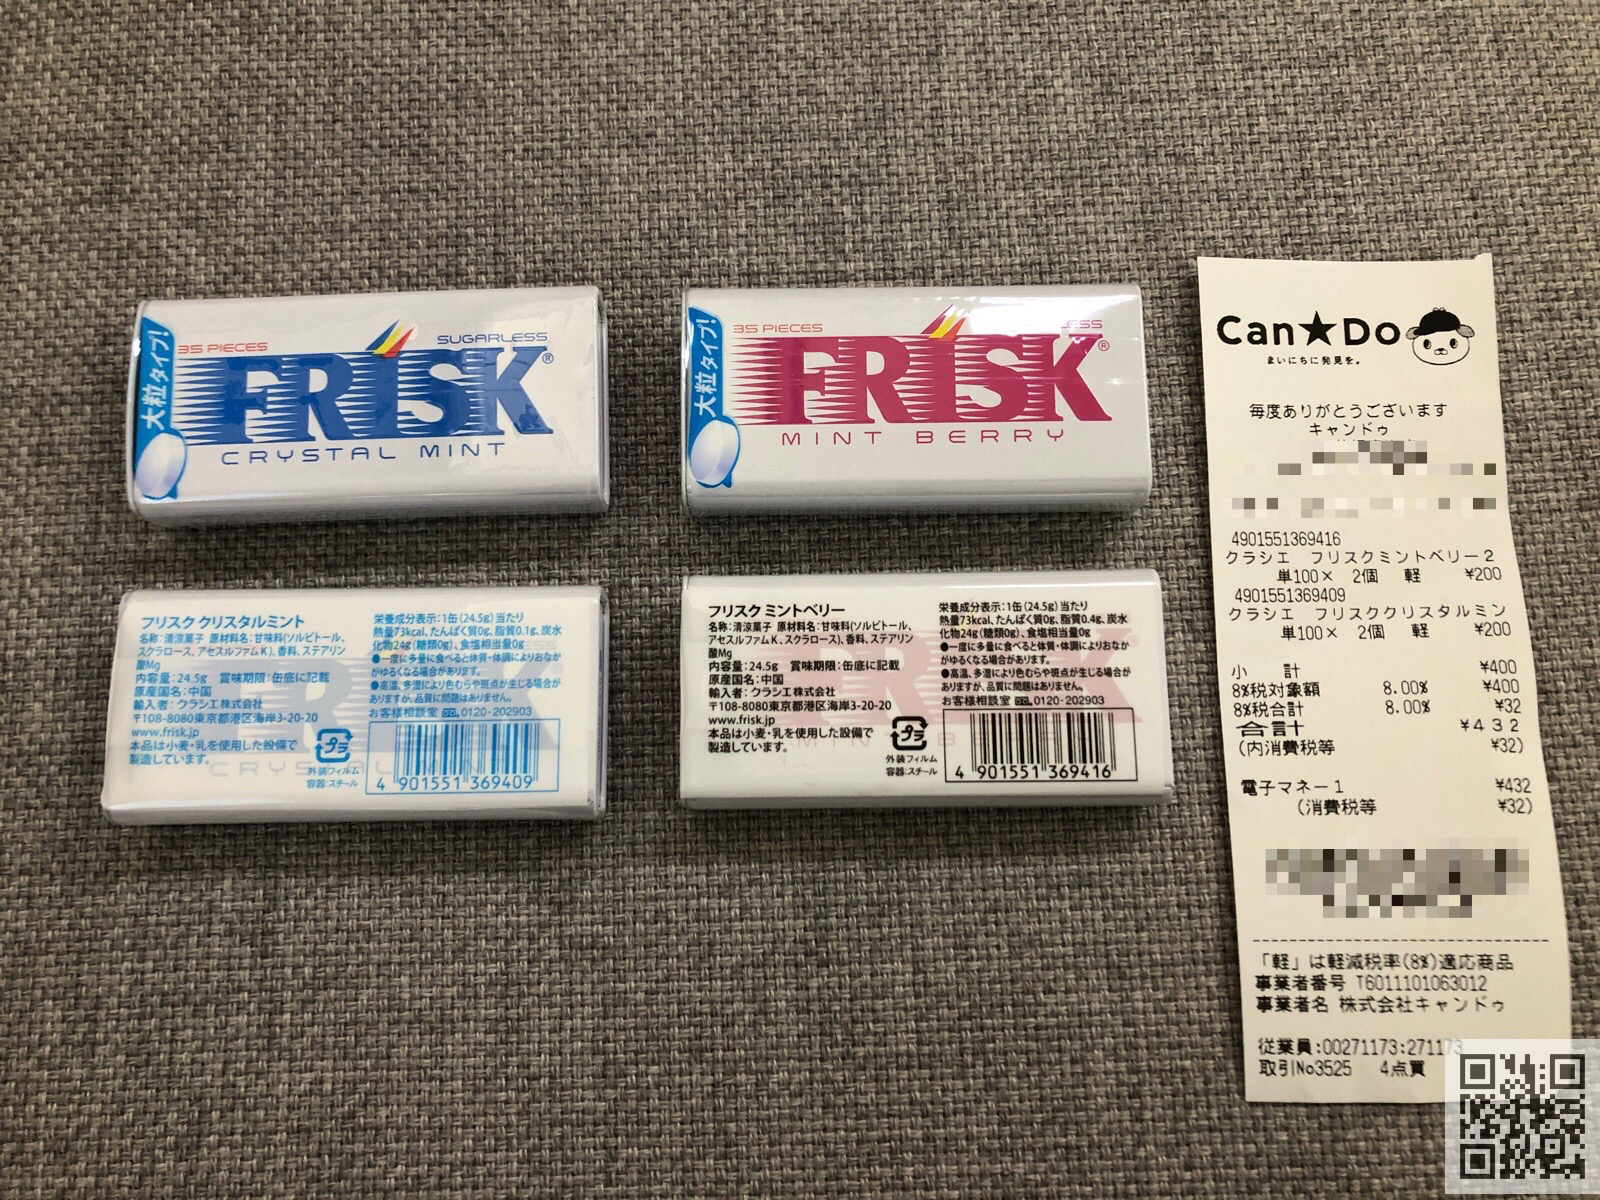 大粒タイプ!
35 PIECES
SUGARLESS
FRISK®
CRYSTAL MINT
大粒タイプ!
35 PIECES
FRISK®
MINT BERRY
フリスク クリスタルミント
名称:清涼菓子 原材料名:甘味料(ソルビトール、
スクラロース、アセスルファムK)、香料、ステアリン
酸Mg
内容量:24.5g 賞味期限:缶底に記載
原産国名:中国
輸入者:クラシエ株式会社
〒108-8080東京都港区海岸3-20-20
www.frisk.jp
本品は小麦・乳を使用した設備で
製造しています。
プラ
外装フィルム
容器:スチール
栄養成分表示:1缶(24.5g)当たり
熱量73kcal、たんぱく質0g、脂質0.1g、炭水
化物24g(糖類0g)、食塩相当量0g
●一度に多量に食べると体質・体調によりおなか
がゆるくなる場合があります。
●高温、多湿により色むらや斑点が生じる場合が
ありますが、品質に問題はありません。
お客様相談室 0120-202903
4 901551 369409
フリスク ミントベリー
名称:清涼菓子 原材料名:甘味料(ソルビトール、
アセスルファムK、スクラロース)、香料、ステアリン
酸Mg
内容量:24.5g 賞味期限:缶底に記載
原産国名:中国
輸入者:クラシエ株式会社
〒108-8080東京都港区海岸3-20-20
www.frisk.jp
本品は小麦・乳を使用した設備で
製造しています。
プラ
外装フィルム
容器:スチール
栄養成分表示:1缶(24.5g)当たり
熱量73kcal、たんぱく質0g、脂質0.4g、炭水
化物24g(糖類0g)、食塩相当量0g
●一度に多量に食べると体質・体調によりおなか
がゆるくなる場合があります。
●高温、多湿により色むらや斑点が生じる場合が
ありますが、品質に問題はありません。
お客様相談室 0120-202903
4 901551 369416
Can★Do
まいにちに発見を。
毎度ありがとうございます
キャンドゥ
4901551369416
クラシエ フリスクミントベリー2
単100× 2個 軽 ¥200
4901551369409
クラシエ フリスククリスタルミン
単100× 2個 軽 ¥200
小計 ¥400
8%税対象額 8.00% ¥400
8%税合計 8.00% ¥32
合計 ¥432
(内消費税等 ¥32)
電子マネー1 ¥432
(消費税等 ¥32)
「軽」は軽減税率(8%)適応商品
事業者番号 T6011101063012
事業者名 株式会社キャンドゥ
従業員:00271173:271173
取引No3525 4点買